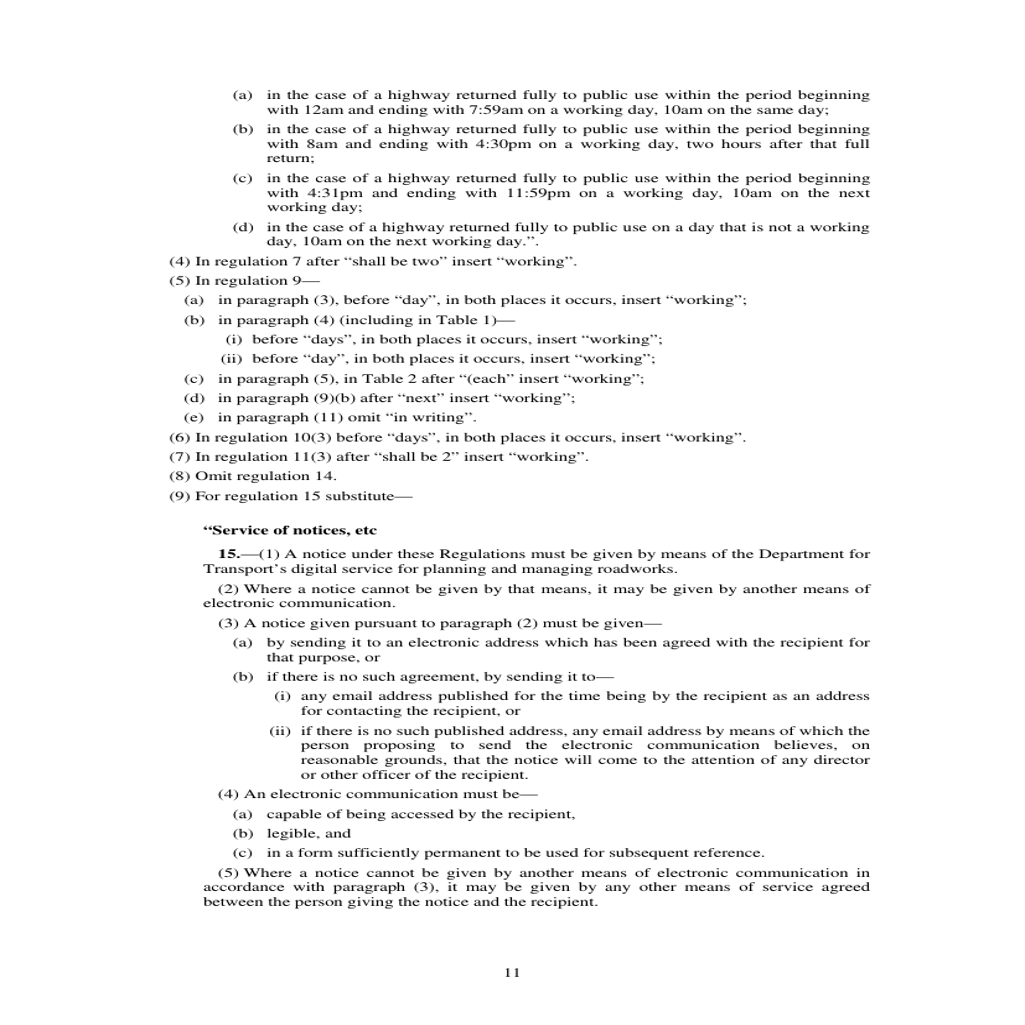 (a) in the case of a highway returned fully to public use within the period beginning
with 12am and ending with 7:59am on a working day, 10am on the same day;
(b) in the case of a highway returned fully to public use within the period beginning
with 8am and ending with 4:30pm on a working day, two hours after that full
return;
(c) in the case of a highway returned fully to public use within the period beginning
with 4:31pm and ending with 11:59pm on a working day, 10am on the next
working day;
(d) in the case of a highway returned fully to public use on a day that is not a working
day, 10am on the next working day.”.
(4) In regulation 7 after “shall be two” insert “working”.
(5) In regulation 9—
(a) in paragraph (3), before “day”, in both places it occurs, insert “working”;
(b) in paragraph (4) (including in Table 1)—
(i) before “days”, in both places it occurs, insert “working”;
(ii) before “day”, in both places it occurs, insert “working”;
(c) in paragraph (5), in Table 2 after “(each” insert “working”;
(d) in paragraph (9)(b) after “next” insert “working”;
(e) in paragraph (11) omit “in writing”.
(6) In regulation 10(3) before “days”, in both places it occurs, insert “working”.
(7) In regulation 11(3) after “shall be 2” insert “working”.
(8) Omit regulation 14.
(9) For regulation 15 substitute—
“Service of notices, etc
15.—(1) A notice under these Regulations must be given by means of the Department for
Transport’s digital service for planning and managing roadworks.
(2) Where a notice cannot be given by that means, it may be given by another means of
electronic communication.
(3) A notice given pursuant to paragraph (2) must be given—
(a) by sending it to an electronic address which has been agreed with the recipient for
that purpose, or
(b) if there is no such agreement, by sending it to—
(i) any email address published for the time being by the recipient as an address
for contacting the recipient, or
(ii) if there is no such published address, any email address by means of which the
person proposing to send the electronic communication believes, on
reasonable grounds, that the notice will come to the attention of any director
or other officer of the recipient.
(4) An electronic communication must be—
(a) capable of being accessed by the recipient,
(b) legible, and
(c) in a form sufficiently permanent to be used for subsequent reference.
(5) Where a notice cannot be given by another means of electronic communication in
accordance with paragraph (3), it may be given by any other means of service agreed
between the person giving the notice and the recipient.
11